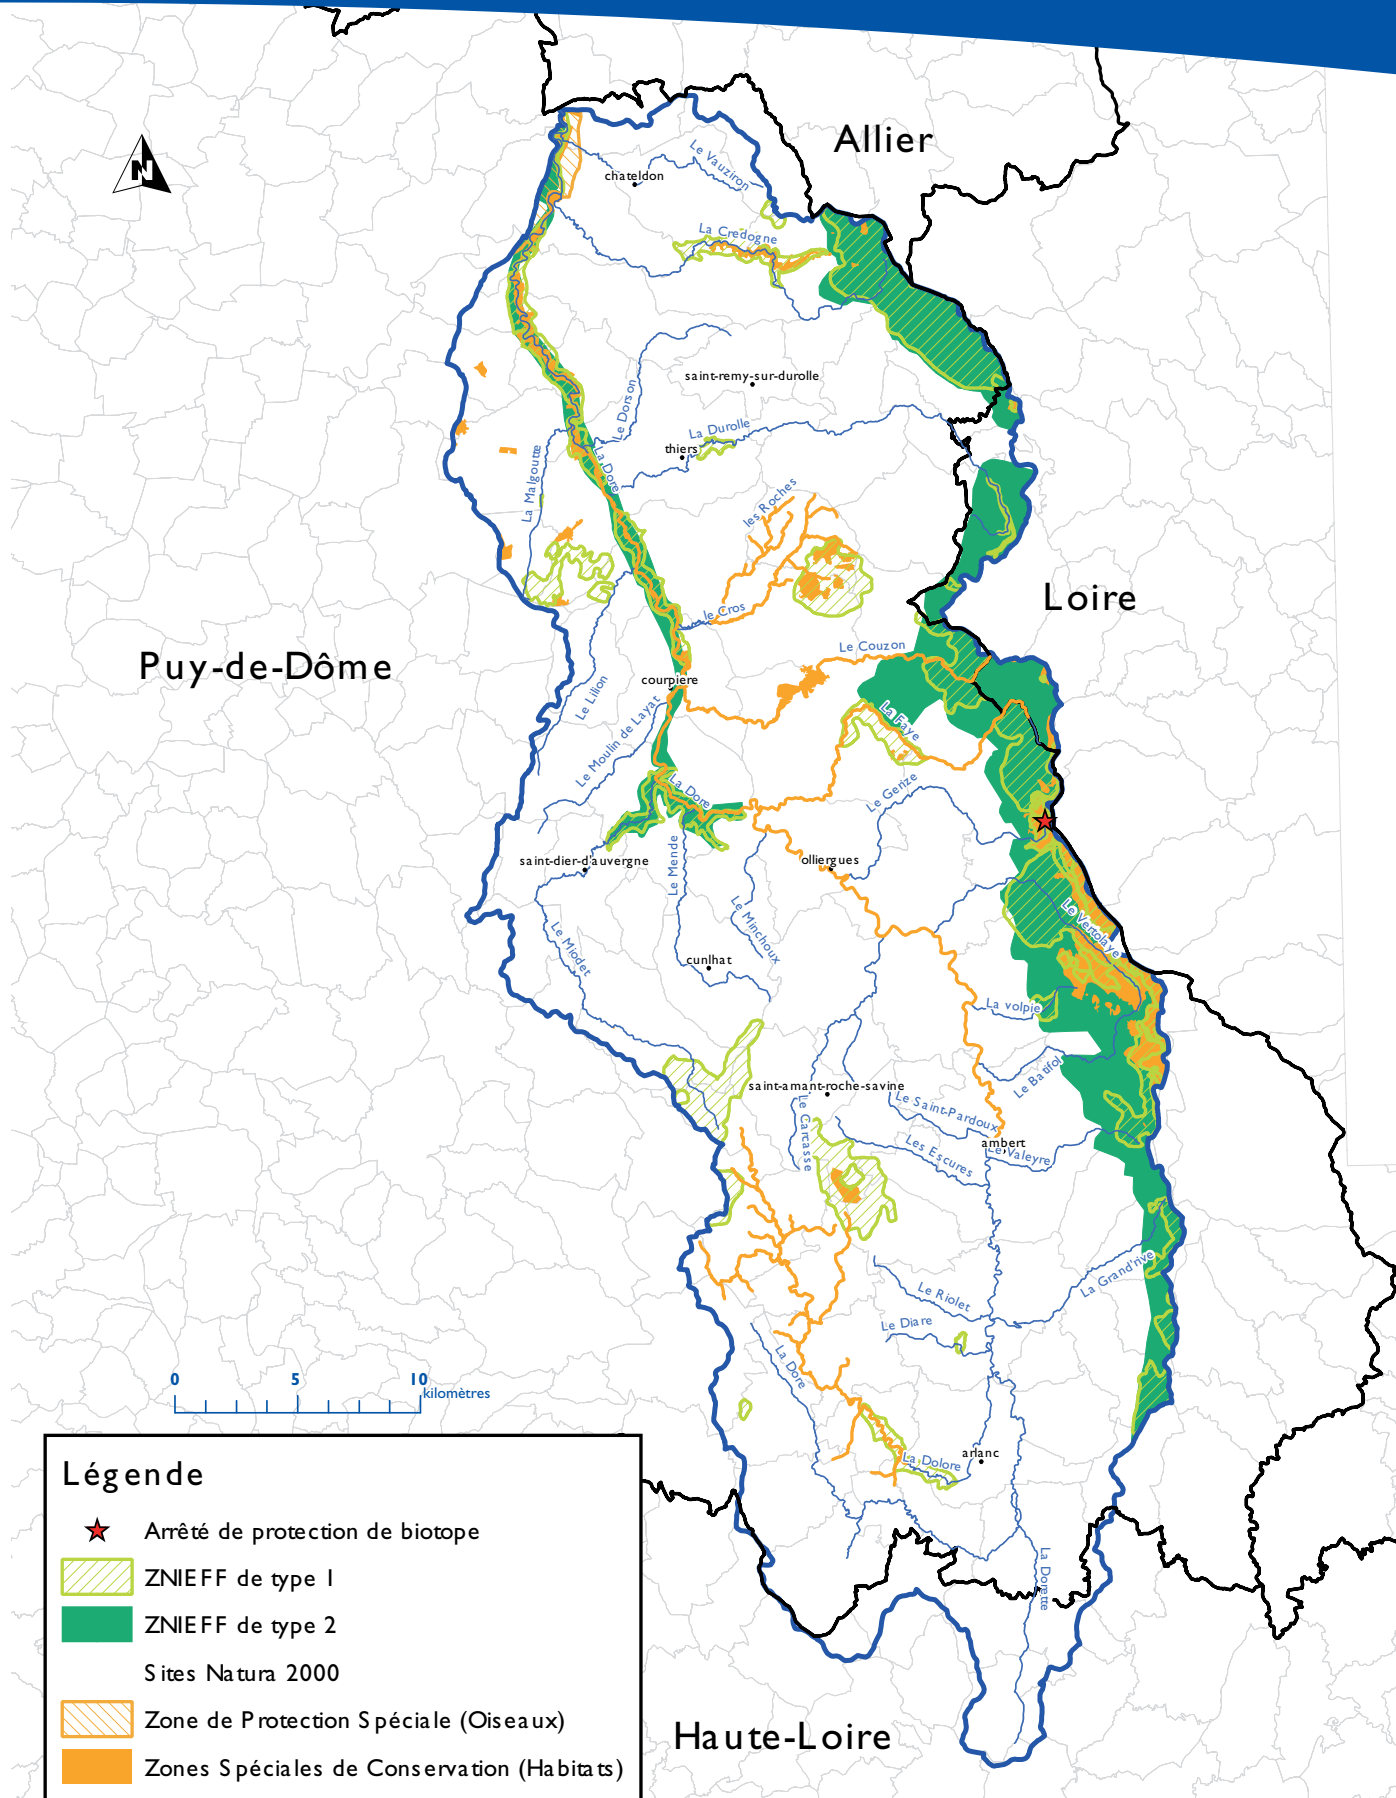 Allier
N
Le Vauziron
chateldon
La Credogne
saint-remy-sur-durolle
Le Dorson
La Durolle
thiers
La Dore
La Malgoutte
les Roches
Loire
le Cros
Le Couzon
Puy-de-Dôme
courpiere
Le Lilion
Le Moulin de Layat
La Faye
La Dore
Le Genze
saint-dier-d'auvergne
Le Mende
olliergues
Le Minchoux
Le Vertolaye
Le Miodet
cunlhat
La volpie
Le Batifol
saint-amant-roche-savine
Le Carcasse
Le Saint-Pardoux
ambert
Les Escures
Le Valeyre
La Grand'rive
Le Riolet
Le Diare
La Dore
0 5 10
kilomètres
arlanc
La Dolore
La Dorette
Haute-Loire
Légende
Arrêté de protection de biotope
ZNIEFF de type 1
ZNIEFF de type 2
Sites Natura 2000
Zone de Protection Spéciale (Oiseaux)
Zones Spéciales de Conservation (Habitats)